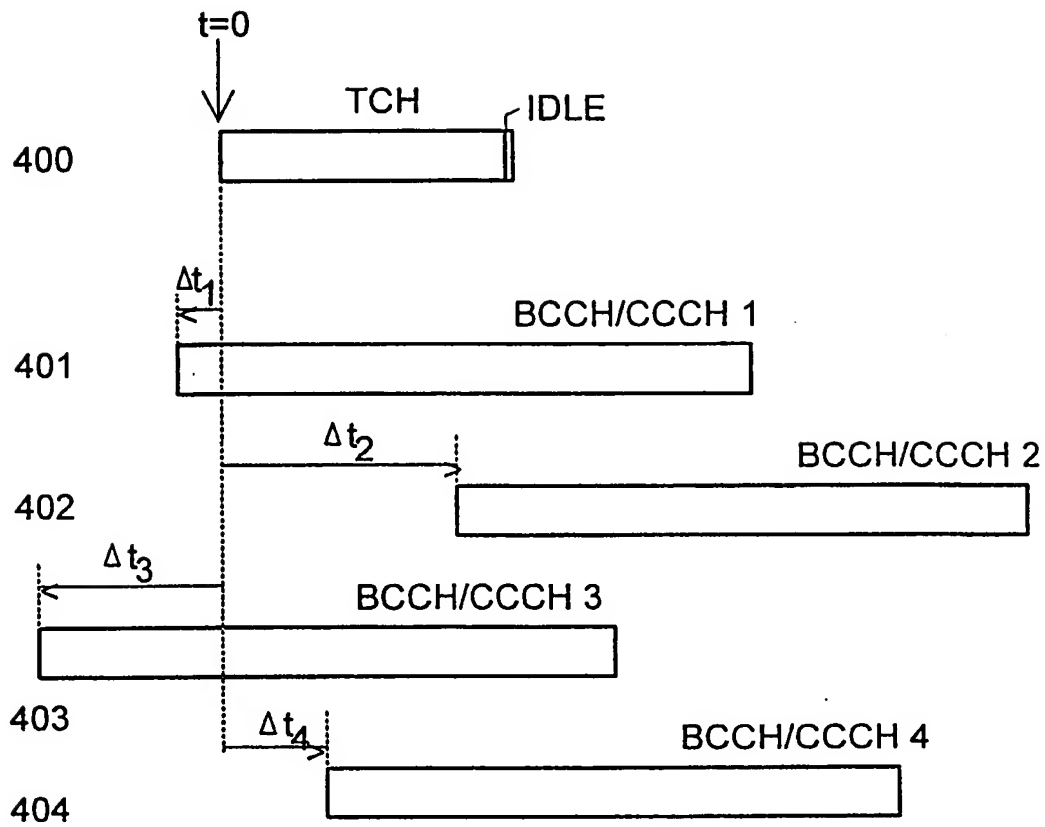 t=0
TCH
IDLE
400
Δt1
BCCH/CCCH 1
401
Δt2
BCCH/CCCH 2
402
Δt3
BCCH/CCCH 3
403
Δt4
BCCH/CCCH 4
404